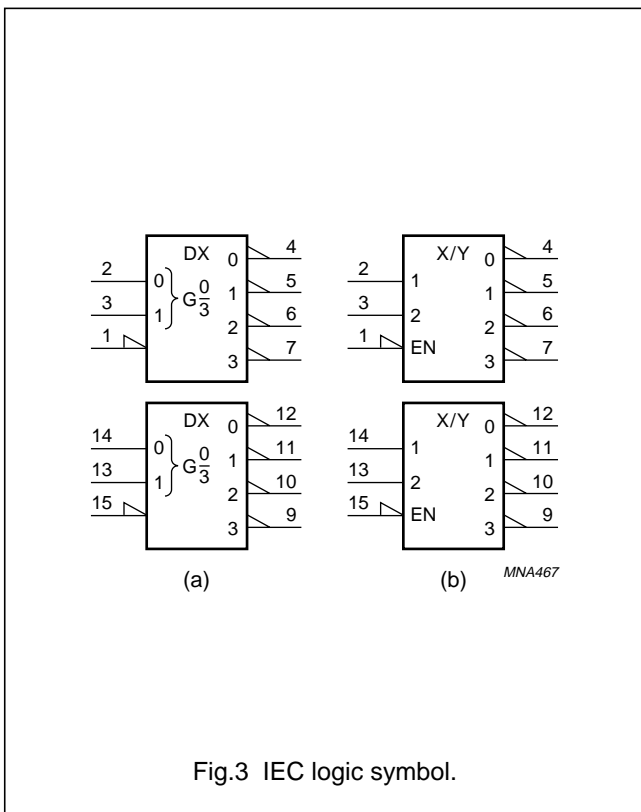 DX
2 0 0 4
3 1 G 0/3 1 5
1 2 6
3 7
X/Y
2 1 0 4
3 2 1 5
1 EN 2 6
3 7
DX
14 0 0 12
13 1 G 0/3 1 11
15 2 10
3 9
X/Y
14 1 0 12
13 2 1 11
15 EN 2 10
3 9
(a) (b) MNA467
Fig.3 IEC logic symbol.